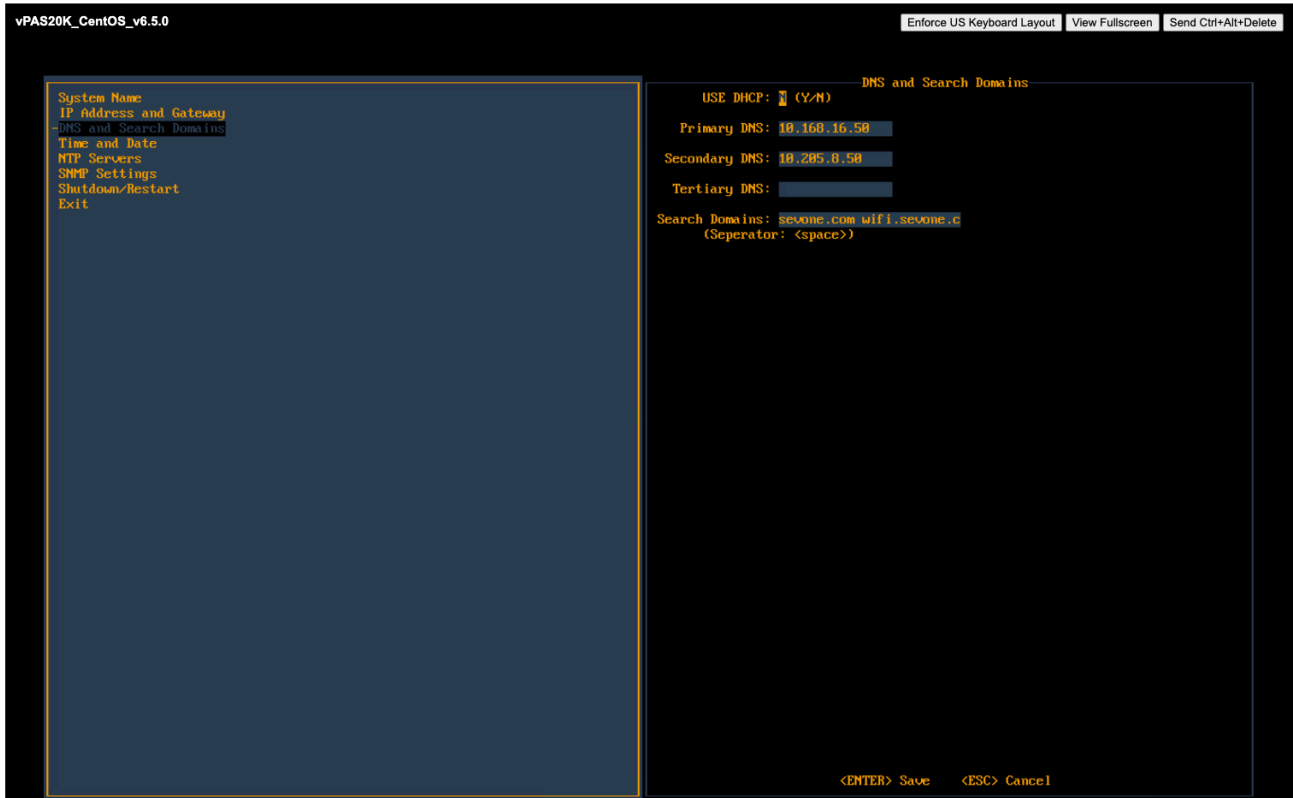 vPAS20K_CentOS_v6.5.0
Enforce US Keyboard Layout View Fullscreen Send Ctrl+Alt+Delete
System Name
IP Address and Gateway
-DNS and Search Domains
Time and Date
NTP Servers
SNMP Settings
Shutdown/Restart
Exit
DNS and Search Domains
USE DHCP: N (Y/N)
Primary DNS: 10.168.16.50
Secondary DNS: 10.205.8.50
Tertiary DNS:
Search Domains: sevone.com wifi.sevone.c
(Seperator: <space>)
<ENTER> Save <ESC> Cancel